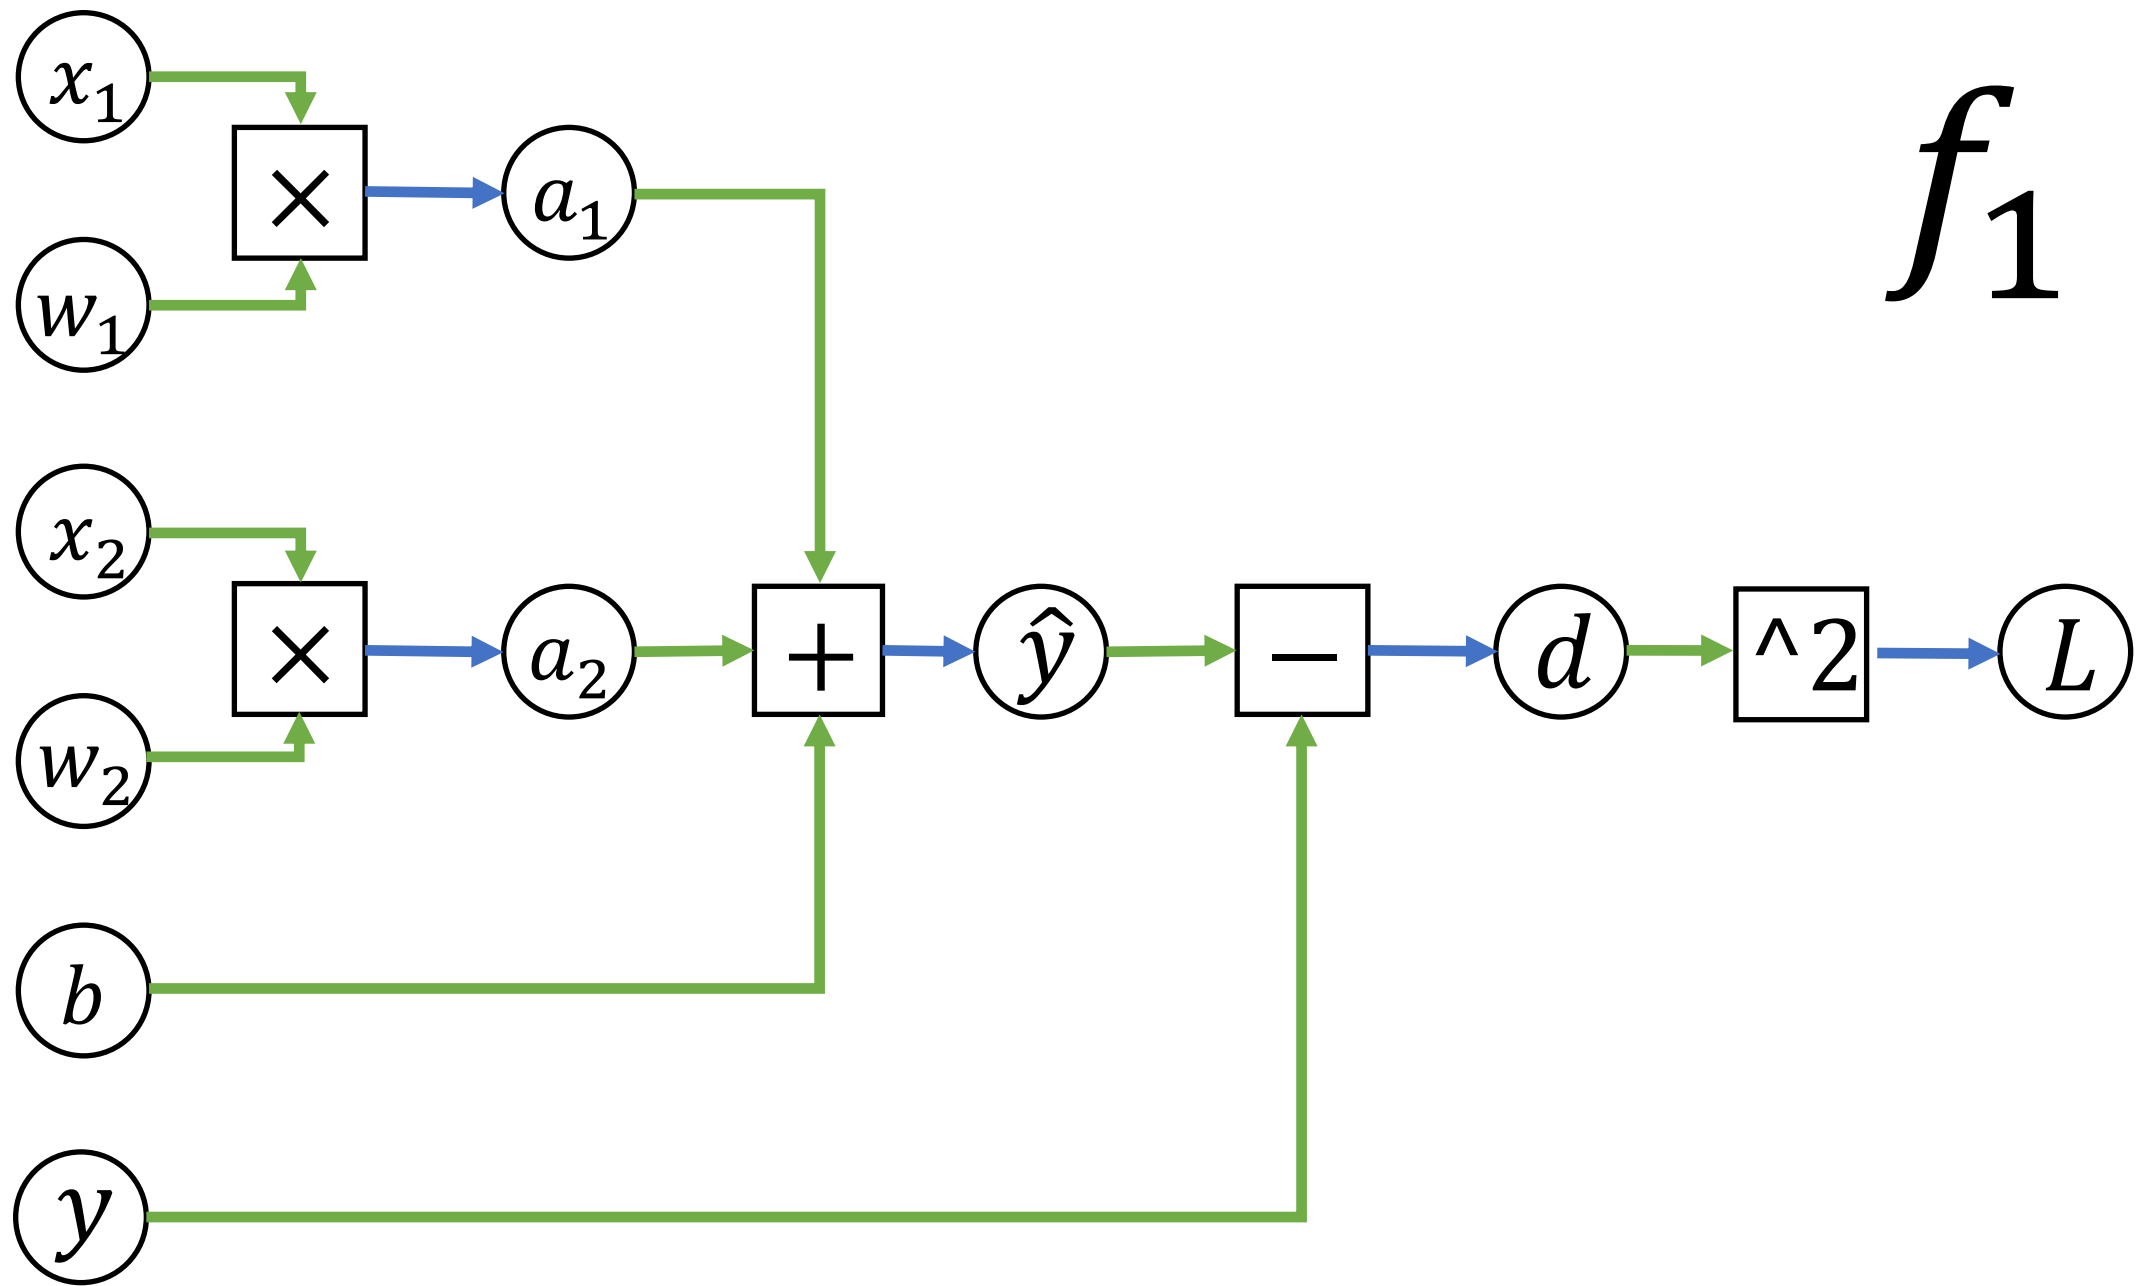 x₁
f₁
×
a₁
w₁
x₂
×
a₂
+
ŷ
−
d
^2
L
w₂
b
y